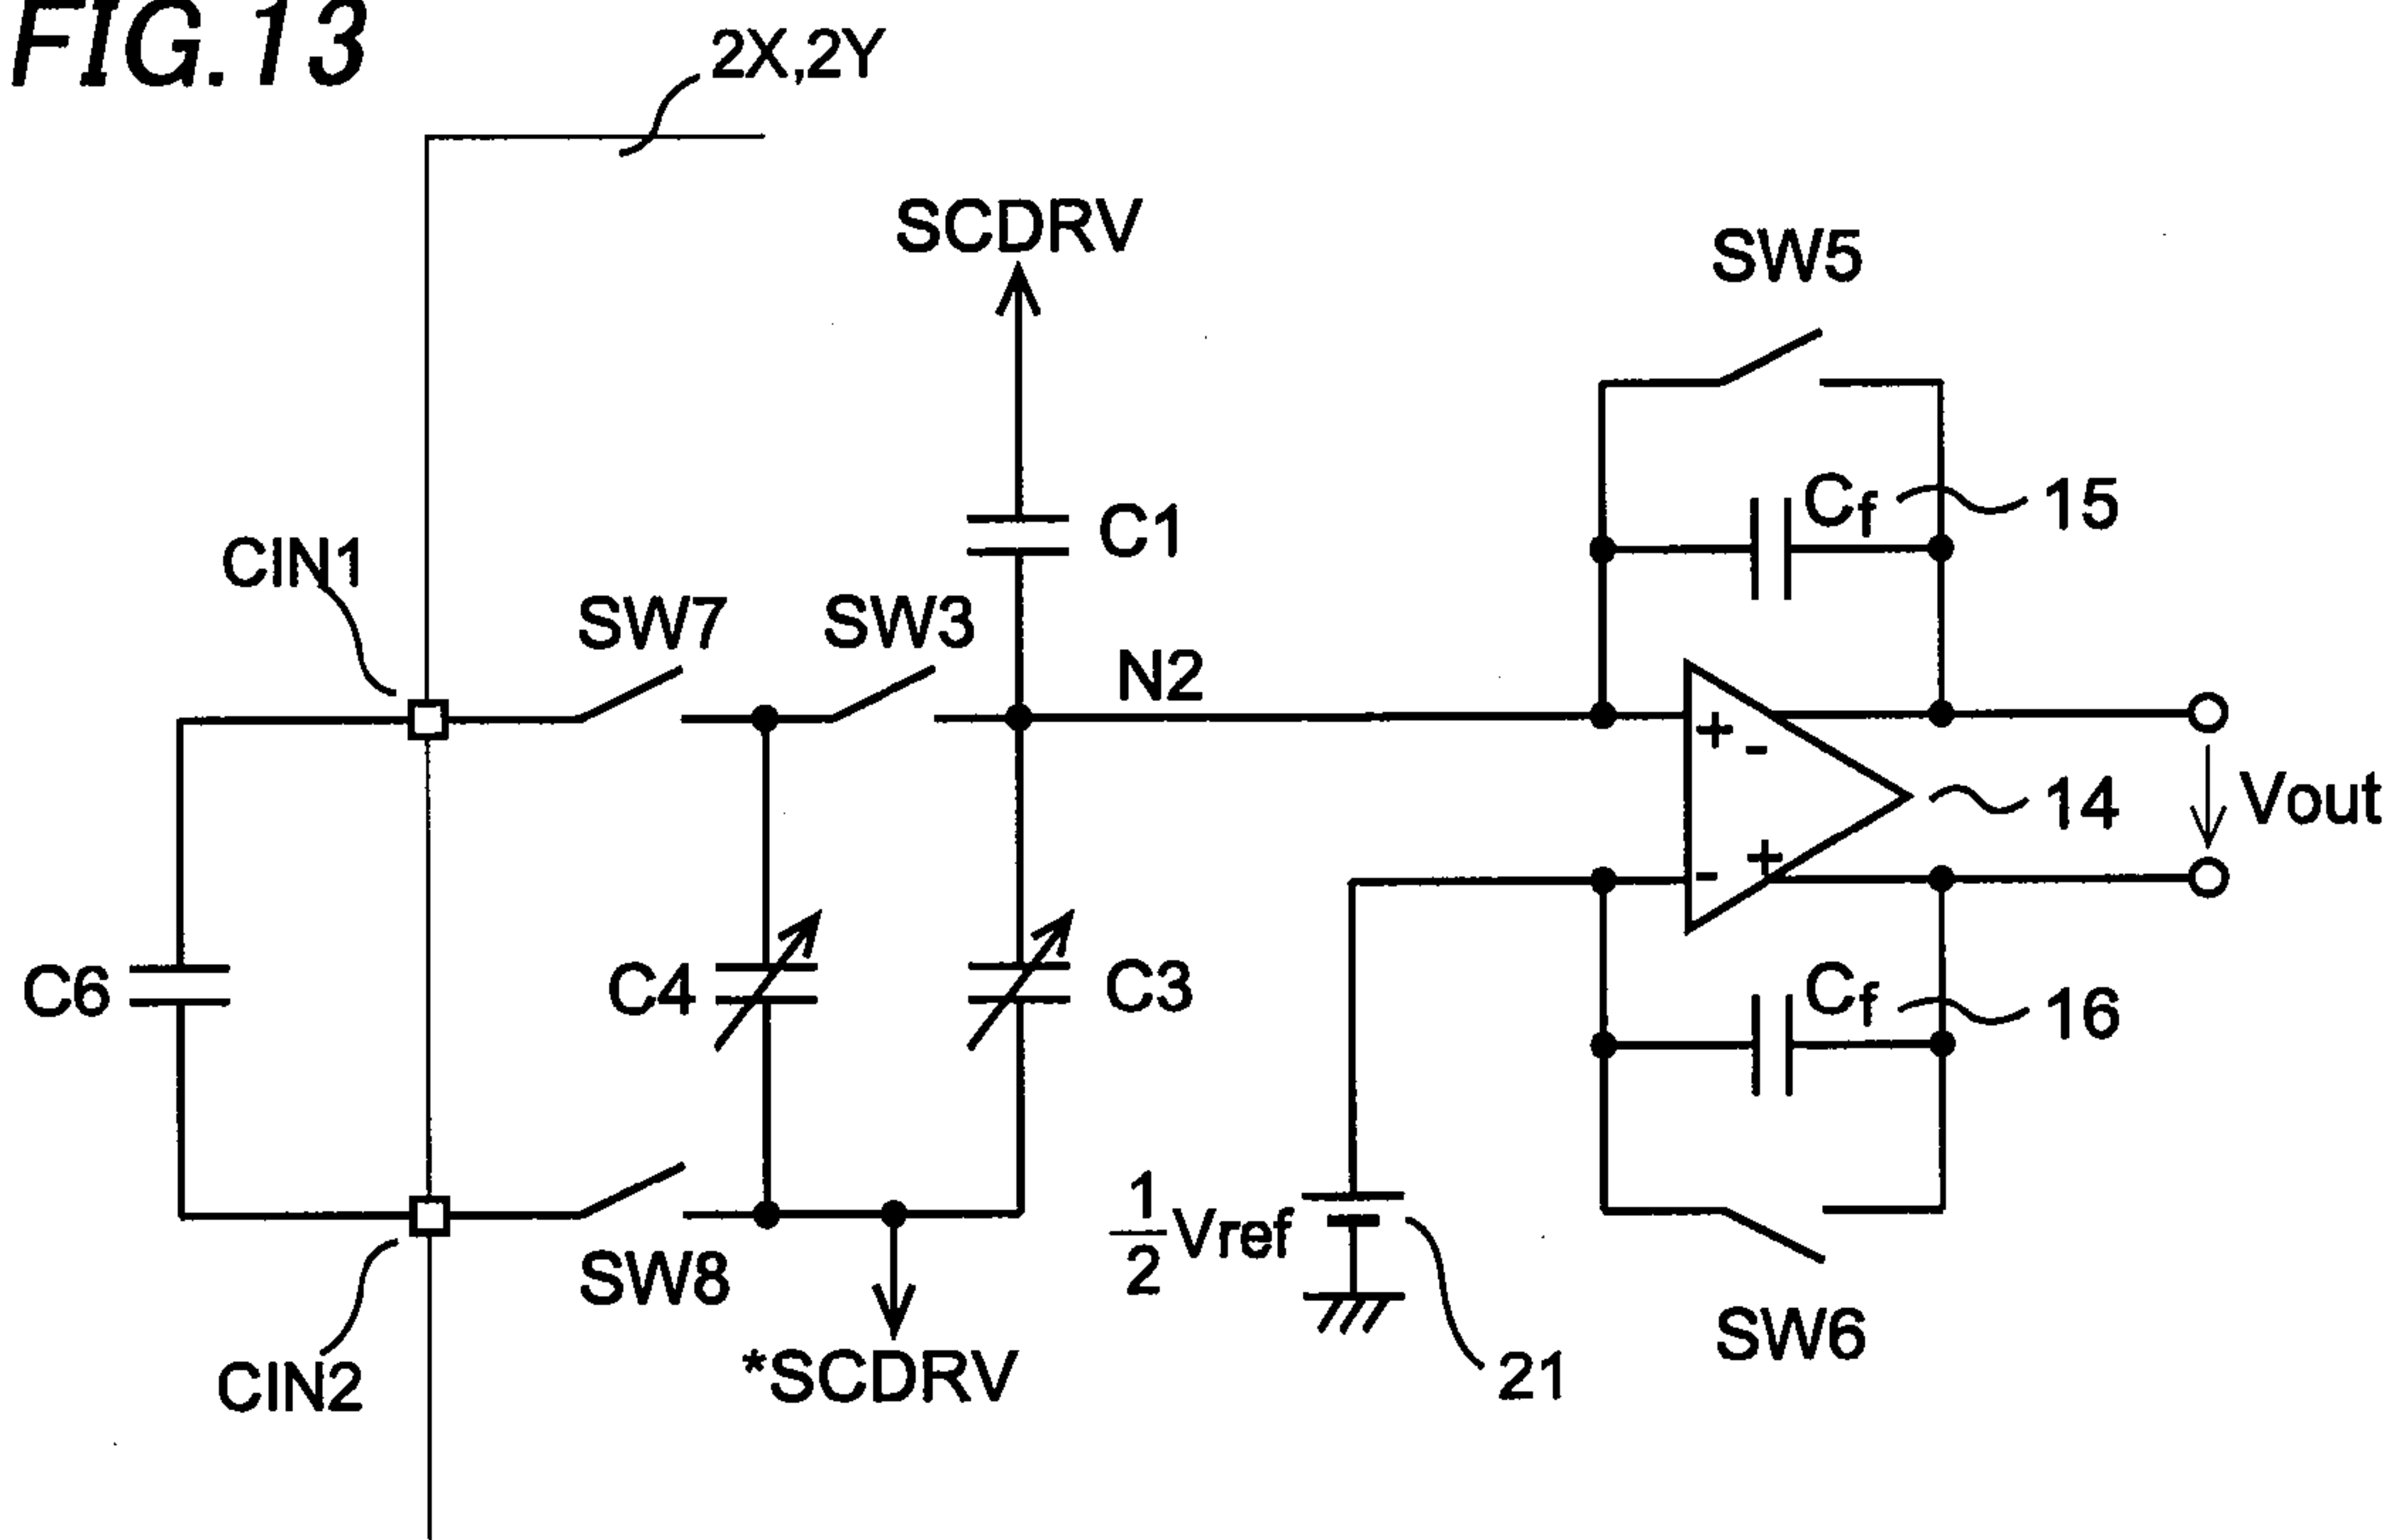 FIG. 13
2X,2Y
SCDRV
SW5
Cf
15
C1
CIN1
SW7
SW3
N2
+
-
14
Vout
+
-
C6
C4
C3
Cf
16
1/2 Vref
SW8
*SCDRV
CIN2
21
SW6